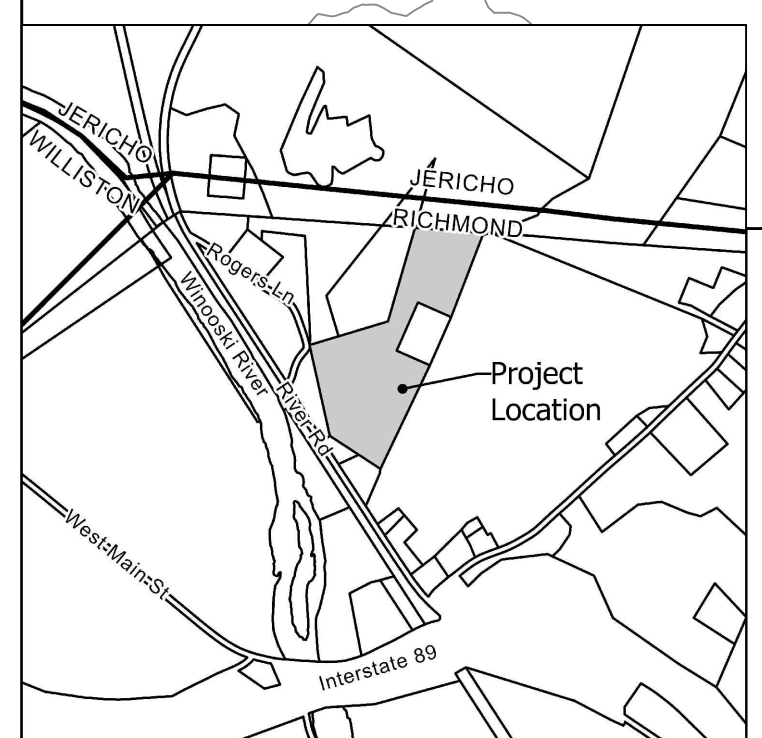 JERICHO
WILLISTON
JERICHO
RICHMOND
Rogers-Ln
Winooski River
River-Rd
Project
Location
West-Main-St
Interstate 89